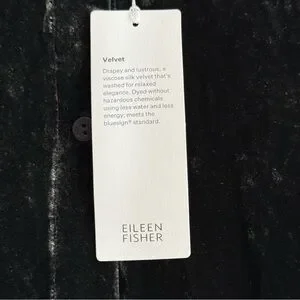 Velvet
Drapey and lustrous, a
viscose silk velvet that's
washed for relaxed
elegance. Dyed without
hazardous chemicals
using less water and less
energy; meets the
bluesign® standard.
EILEEN
FISHER